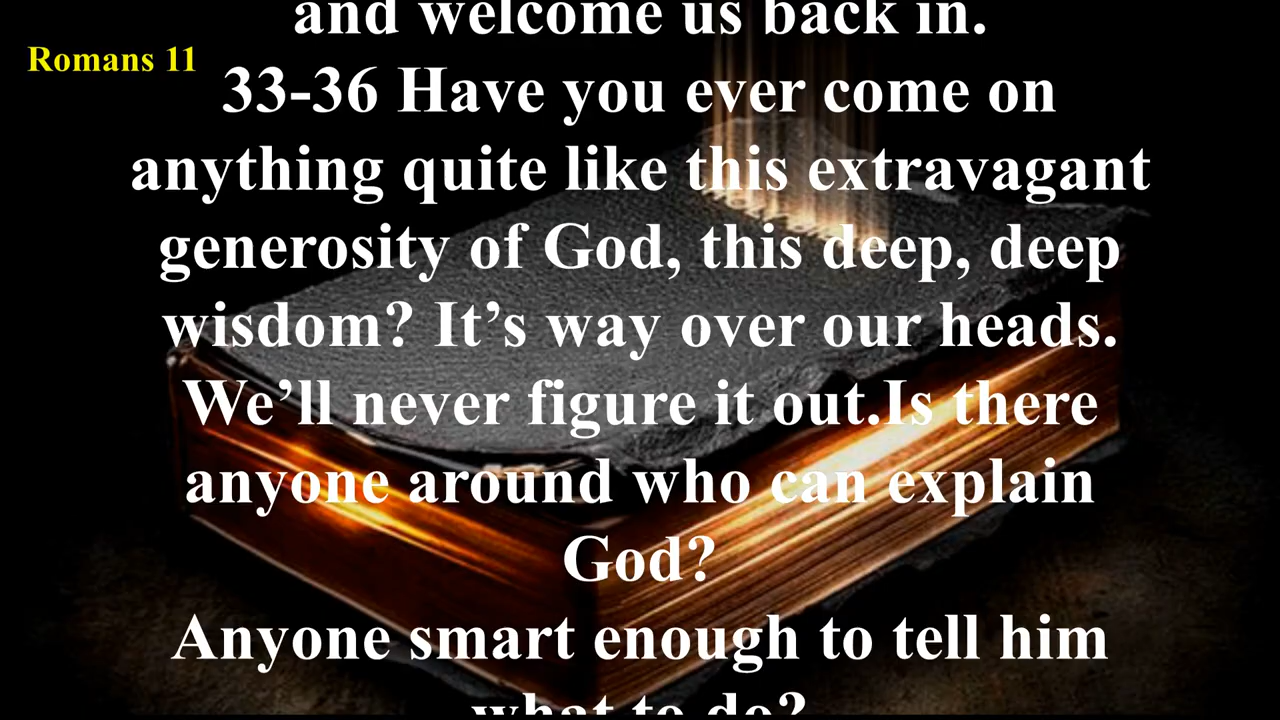 and welcome us back in.
Romans 11
33-36 Have you ever come on
anything quite like this extravagant
generosity of God, this deep, deep
wisdom? It’s way over our heads.
We’ll never figure it out.Is there
anyone around who can explain
God?
Anyone smart enough to tell him
what to do?